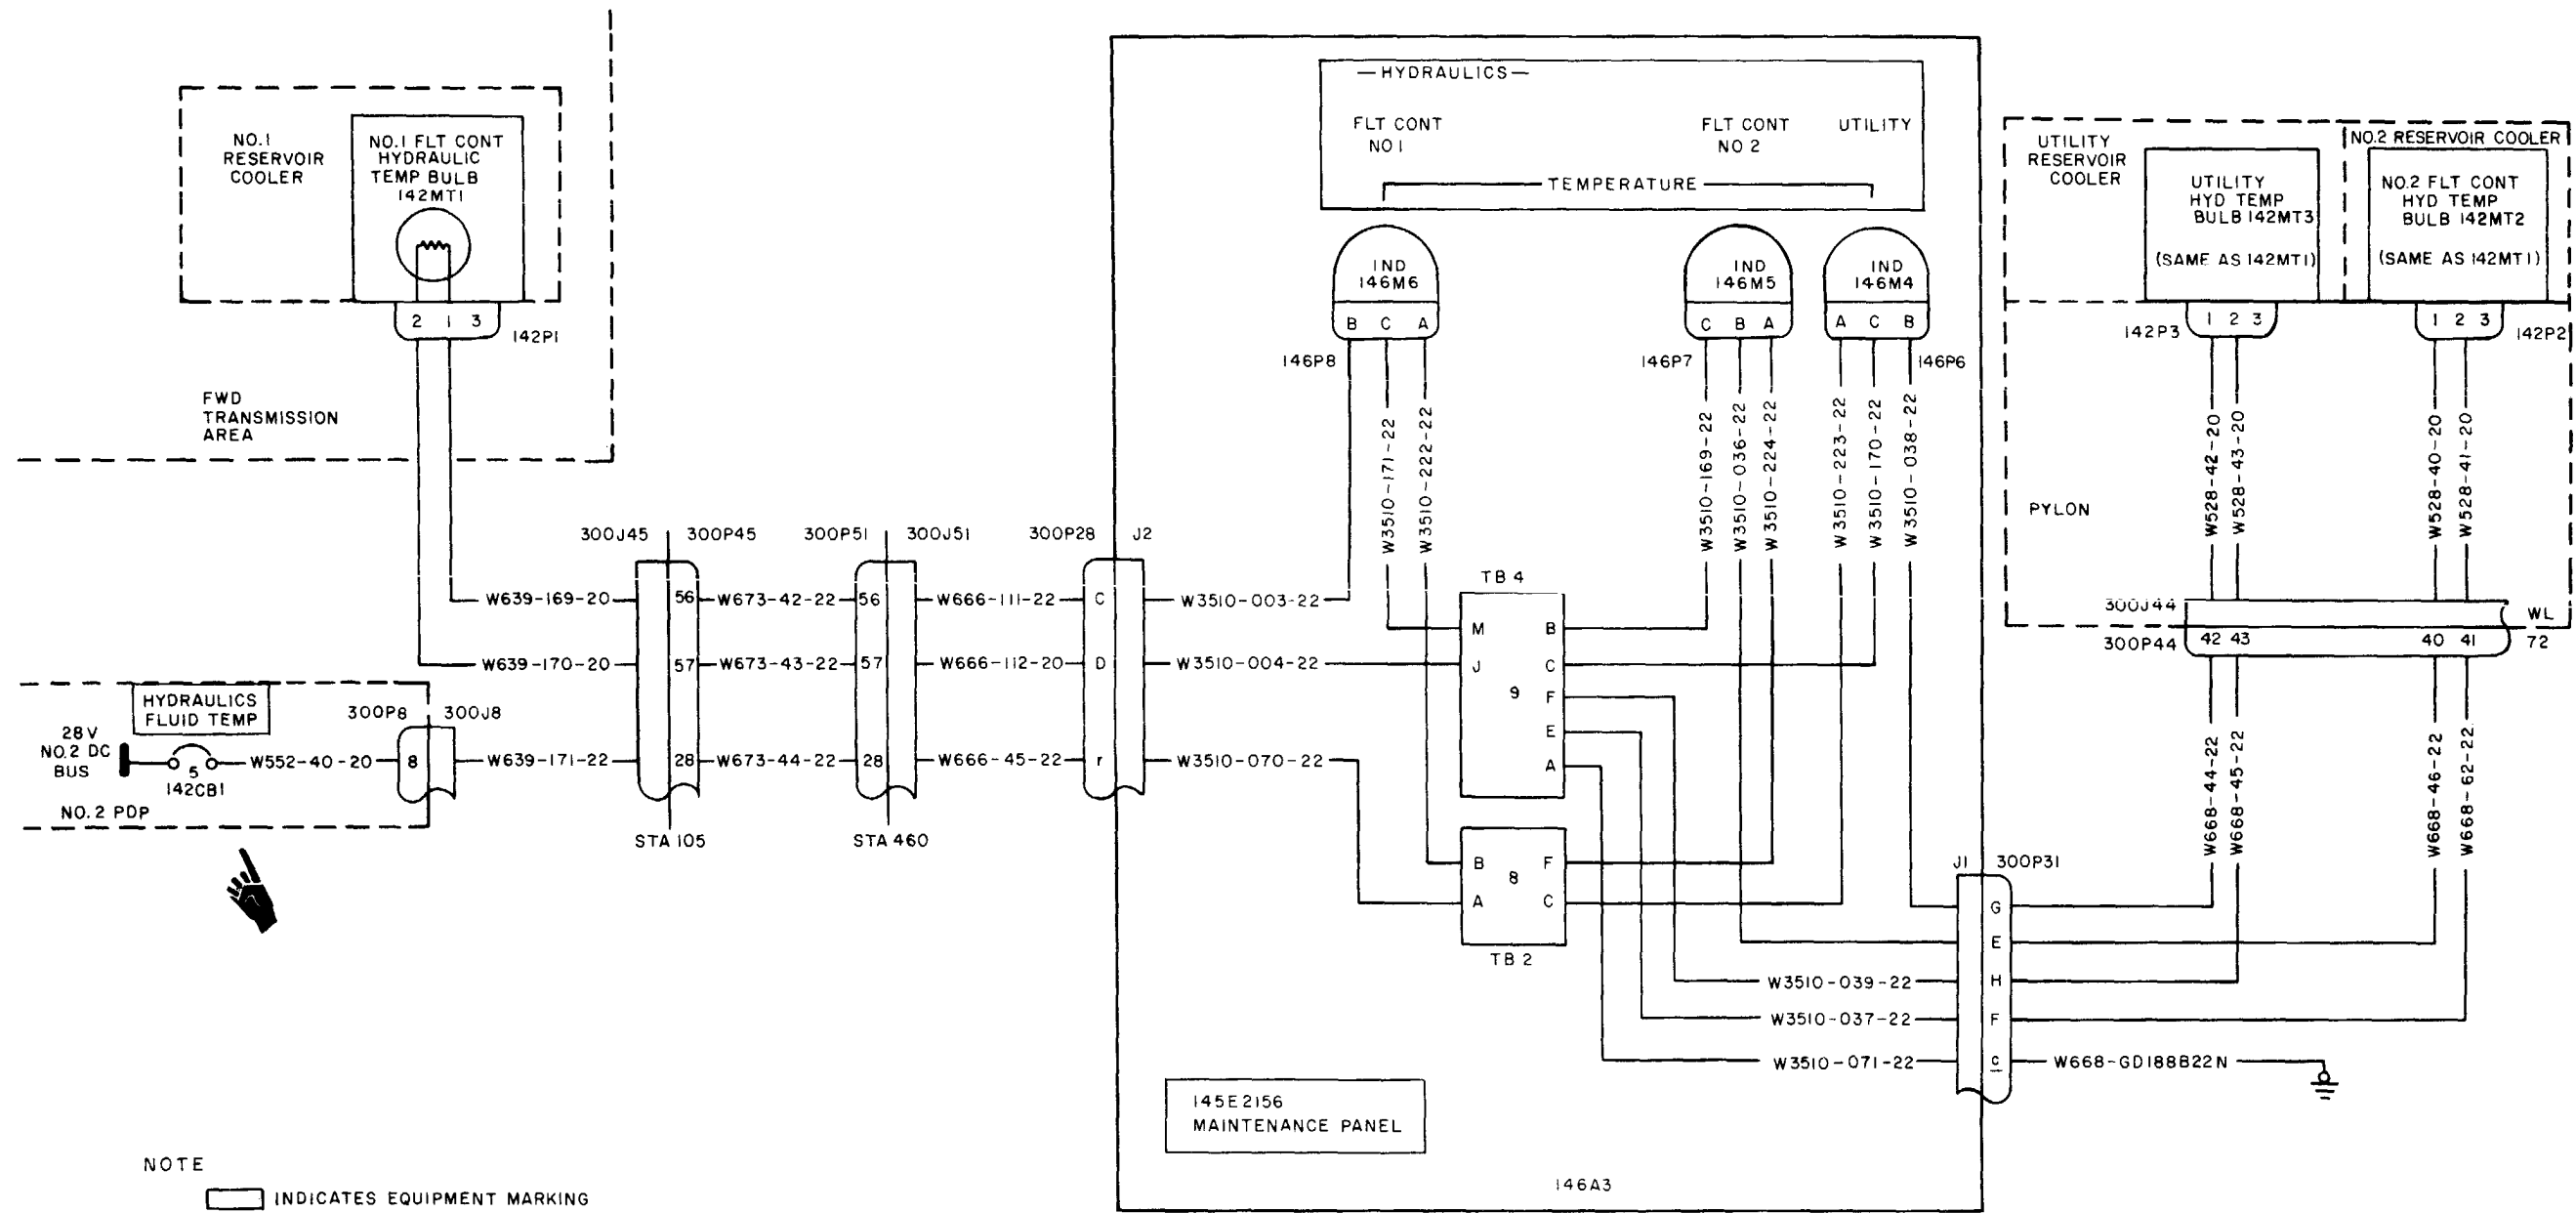 NO.1
RESERVOIR
COOLER
NO.1 FLT CONT
HYDRAULIC
TEMP BULB
142MT1
2 1 3
142P1
FWD
TRANSMISSION
AREA
HYDRAULICS
FLUID TEMP
28V
NO.2 DC
BUS
5
142CB1
NO.2 PDP
W552-40-20
300P8
300J8
8
W639-169-20
W639-170-20
W639-171-22
300J45
300P45
56
57
28
STA 105
W673-42-22
W673-43-22
W673-44-22
300P51
300J51
56
57
28
STA 460
W666-111-22
W666-112-20
W666-45-22
300P28
J2
C
D
r
W3510-003-22
W3510-004-22
W3510-070-22
—HYDRAULICS—
FLT CONT
NO 1
FLT CONT
NO 2
UTILITY
TEMPERATURE
IND
146M6
B C A
146P8
IND
146M5
C B A
146P7
IND
146M4
A C B
146P6
W3510-171-22
W3510-222-22
W3510-169-22
W3510-036-22
W3510-224-22
W3510-223-22
W3510-170-22
W3510-038-22
TB 4
M
J
9
B
C
F
E
A
B
A
8
F
C
TB 2
J1
300P31
G
E
H
F
c
W3510-039-22
W3510-037-22
W3510-071-22
W668-GD188B22N
145E2156
MAINTENANCE PANEL
146A3
UTILITY
RESERVOIR
COOLER
UTILITY
HYD TEMP
BULB 142MT3
(SAME AS 142MT1)
NO.2 RESERVOIR COOLER
NO.2 FLT CONT
HYD TEMP
BULB 142MT2
(SAME AS 142MT1)
142P3
1 2 3
1 2 3
142P2
W528-42-20
W528-43-20
W528-40-20
W528-41-20
PYLON
300J44
WL
300P44
42 43
40 41
72
W668-44-22
W668-45-22
W668-46-22
W668-62-22
NOTE
INDICATES EQUIPMENT MARKING